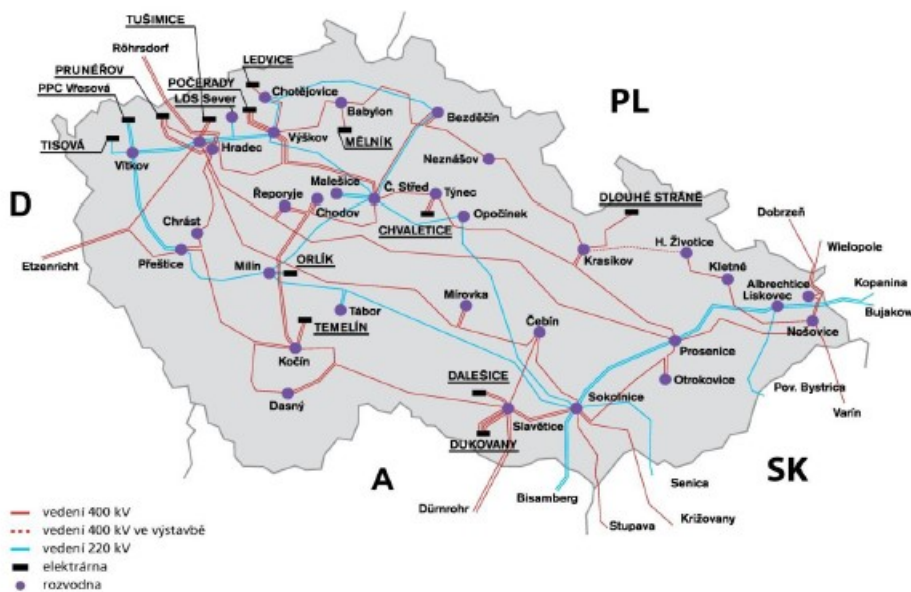 TUŠIMICE
Röhrsdorf
LEDVICE
PRUNÉŘOV
POČERADY
Chotějovice
PPC Vřesová
LDS Sever
PL
Babylon
Bezděčín
TISOVÁ
Výškov
MĚLNÍK
Hradec
Vítkov
Neznášov
D
Malešice
Č. Střed
Týnec
Řeporyje
Chodov
DLOUHÉ STRÁNĚ
Chrást
CHVALETICE
Opočínek
Dobrzeń
H. Životice
Wielopole
Etzenricht
Přeštice
Milín
ORLÍK
Krasíkov
Kletné
Albrechtice
Kopanina
Liskovec
Mírovka
Bujakow
Tábor
TEMELÍN
Čebín
Nošovice
Kočín
Prosenice
DALEŠICE
Otrokovice
Pov. Bystrica
Dasný
Sokolnice
Varín
Slavětice
DUKOVANY
SK
A
Senica
Bisamberg
Dürnrohr
Križovany
Stupava
vedení 400 kV
vedení 400 kV ve výstavbě
vedení 220 kV
elektrárna
rozvodna